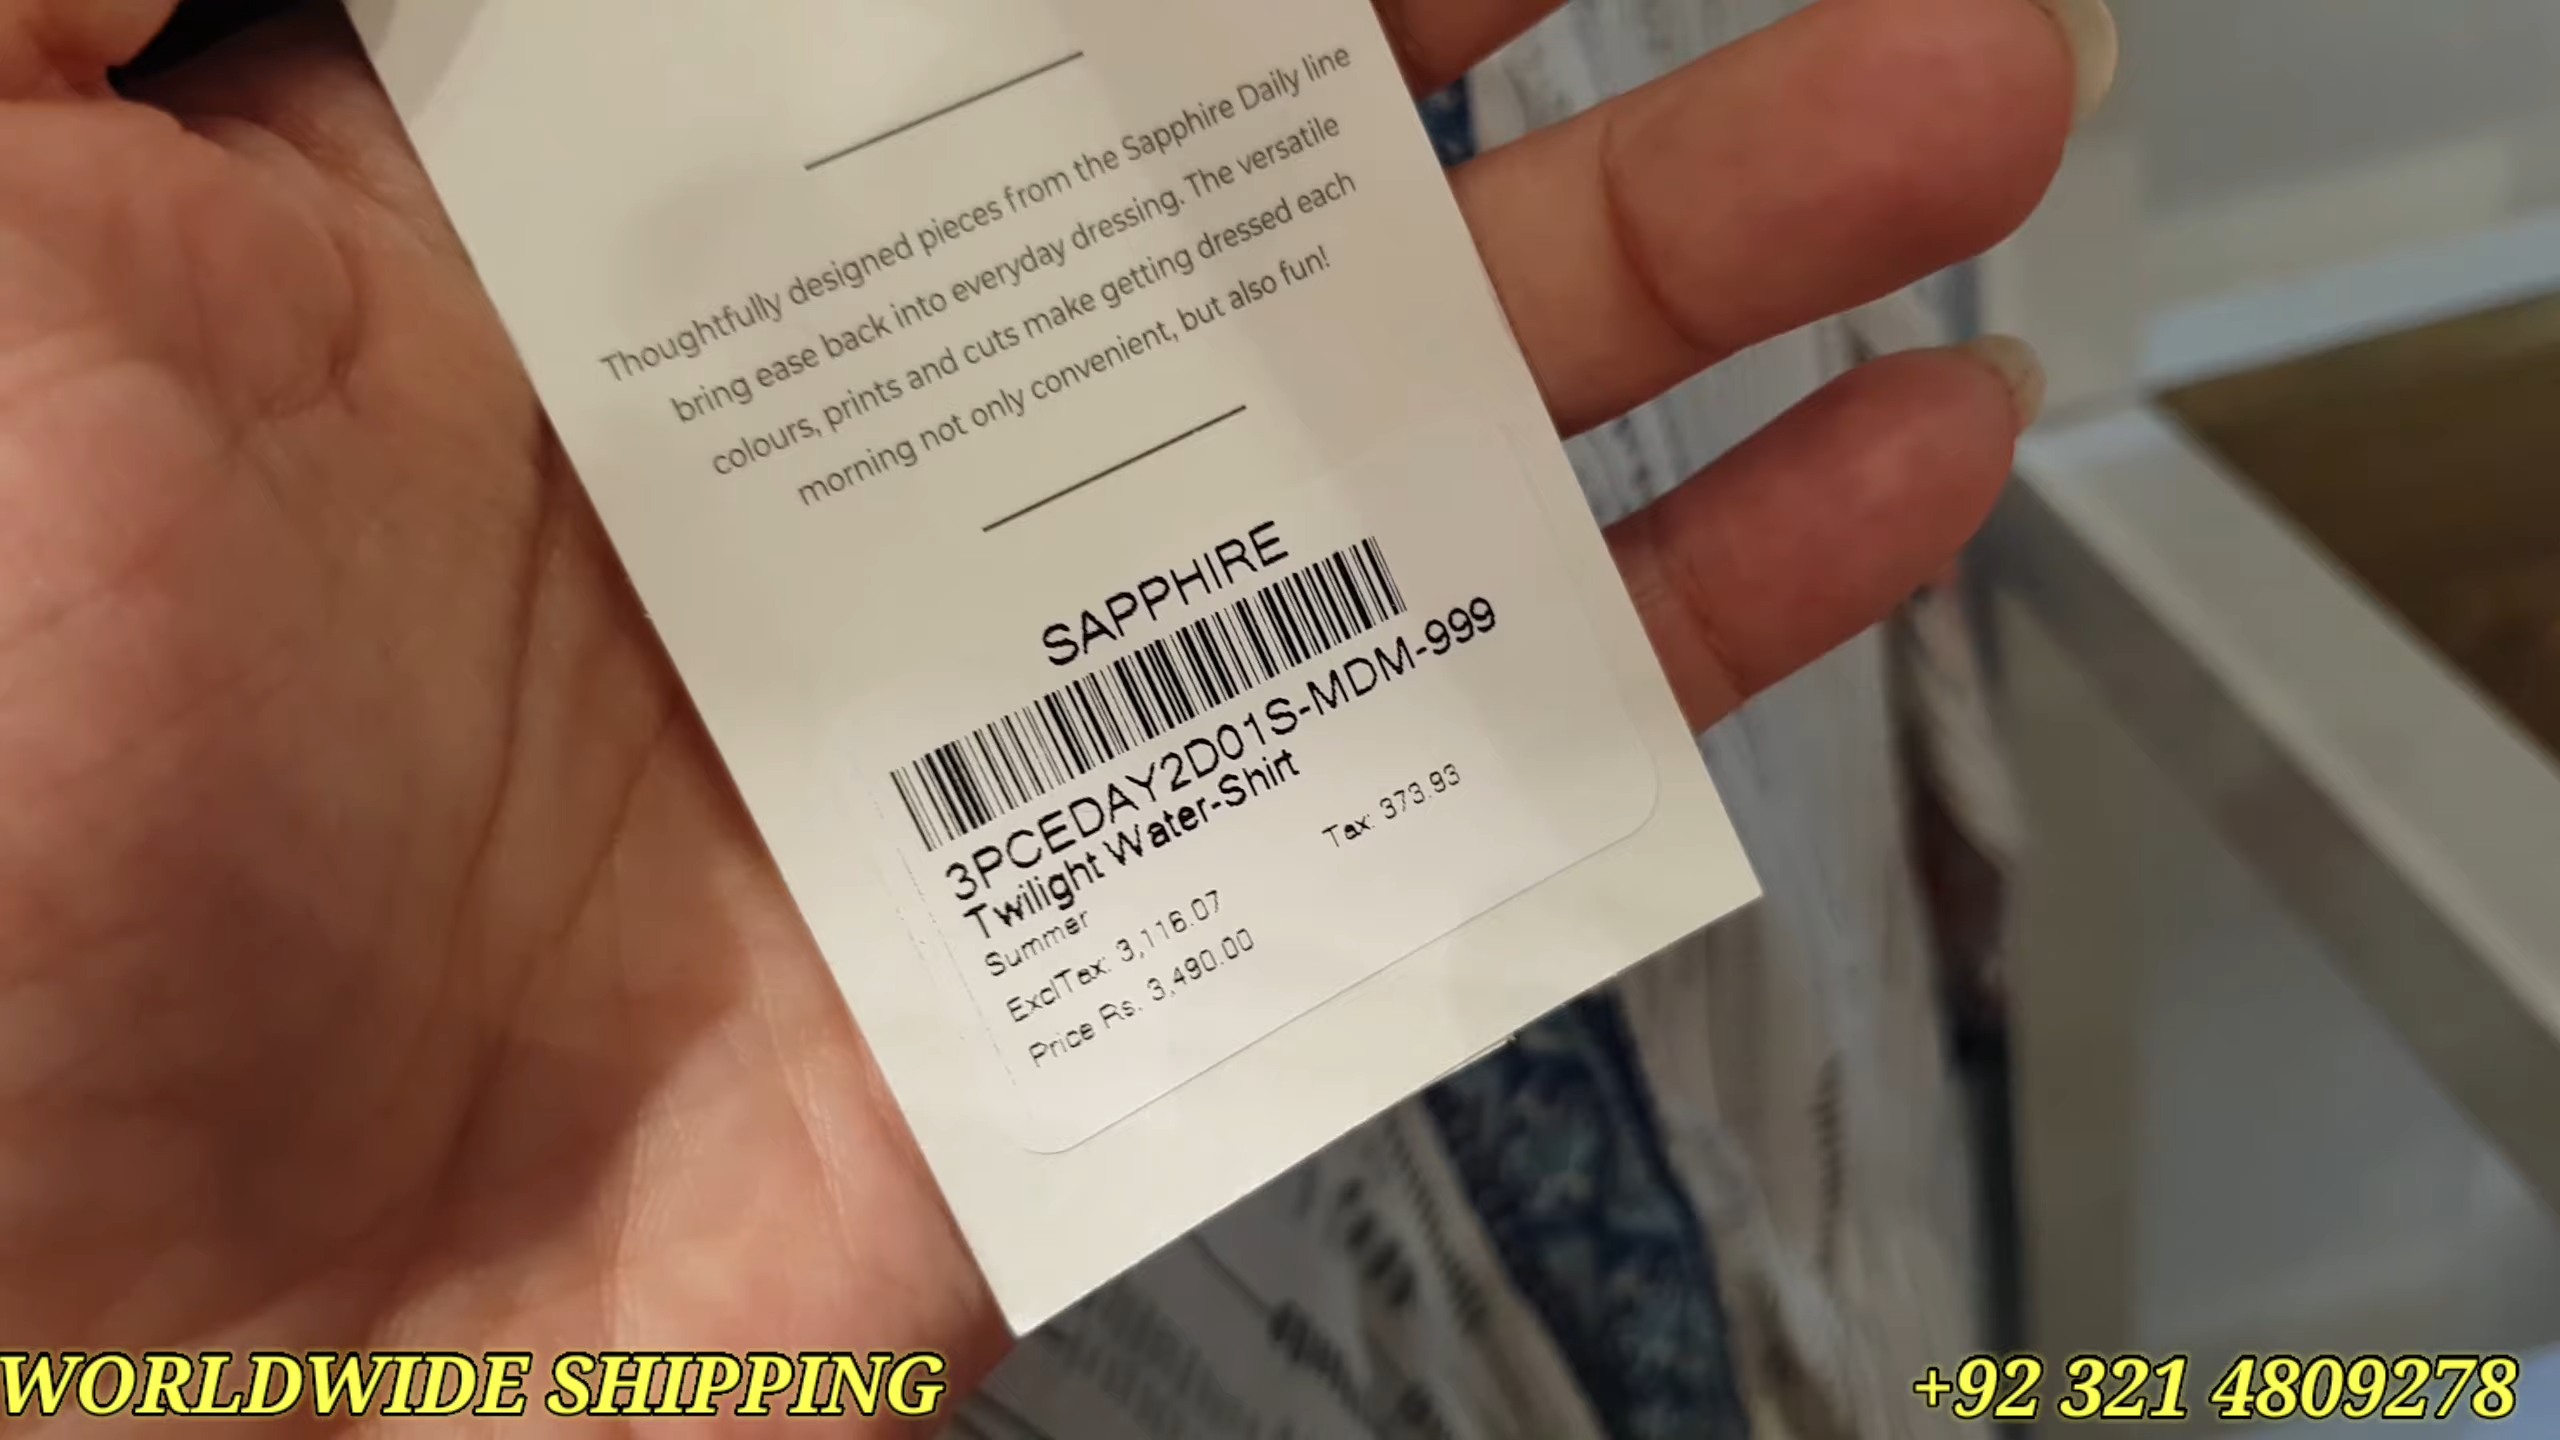 Thoughtfully designed pieces from the Sapphire Daily line
bring ease back into everyday dressing. The versatile
colours, prints and cuts make getting dressed each
morning not only convenient, but also fun!
SAPPHIRE
3PCEDAY2D01S-MDM-999
Twilight Water-Shirt
Summer
Tax: 373.93
ExclTax: 3,116.07
Price Rs. 3,490.00
WORLDWIDE SHIPPING
+92 321 4809278